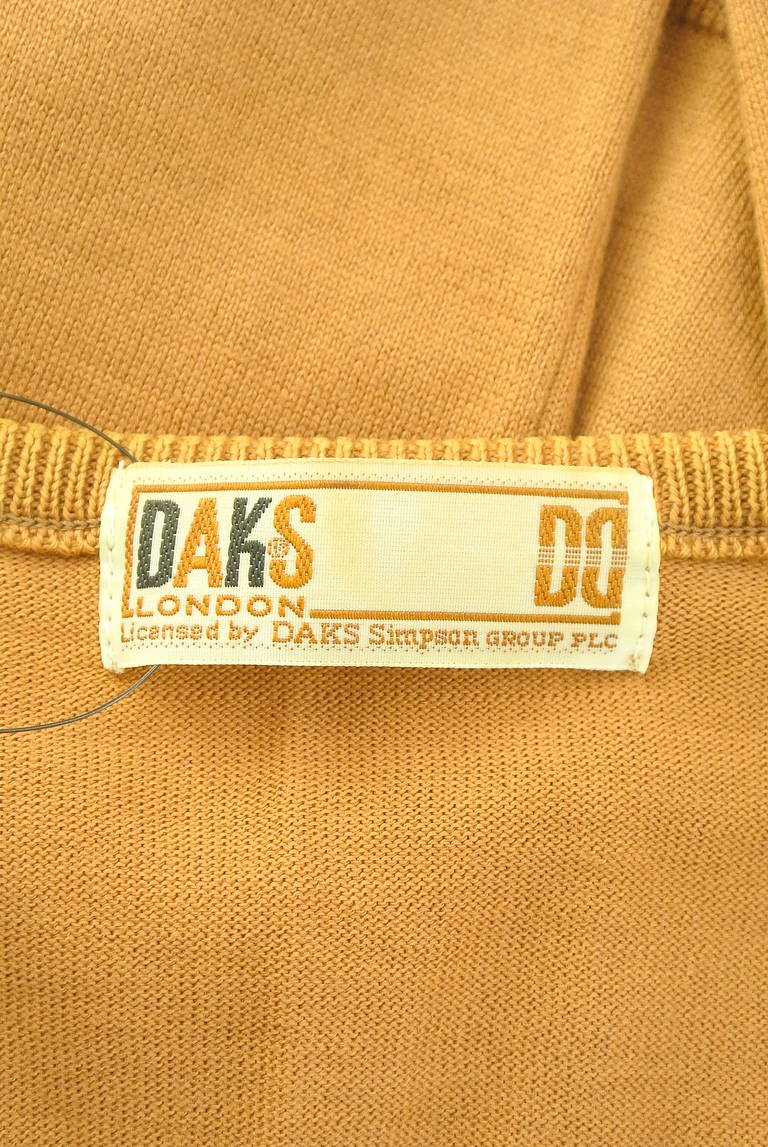 DAKS DD
LONDON
Licensed by DAKS Simpson GROUP PLC